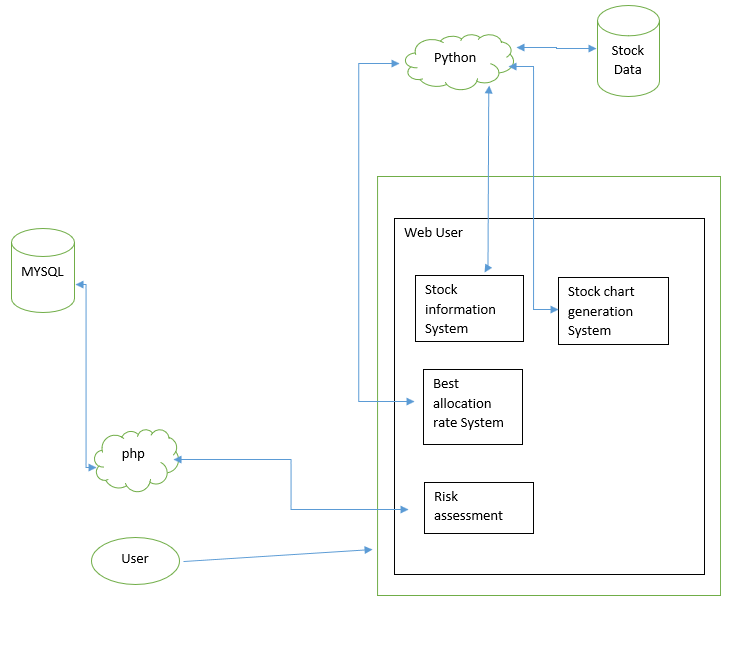 Python
Stock
Data
Web User
MYSQL
Stock
information
System
Stock chart
generation
System
Best
allocation
rate System
php
Risk
assessment
User